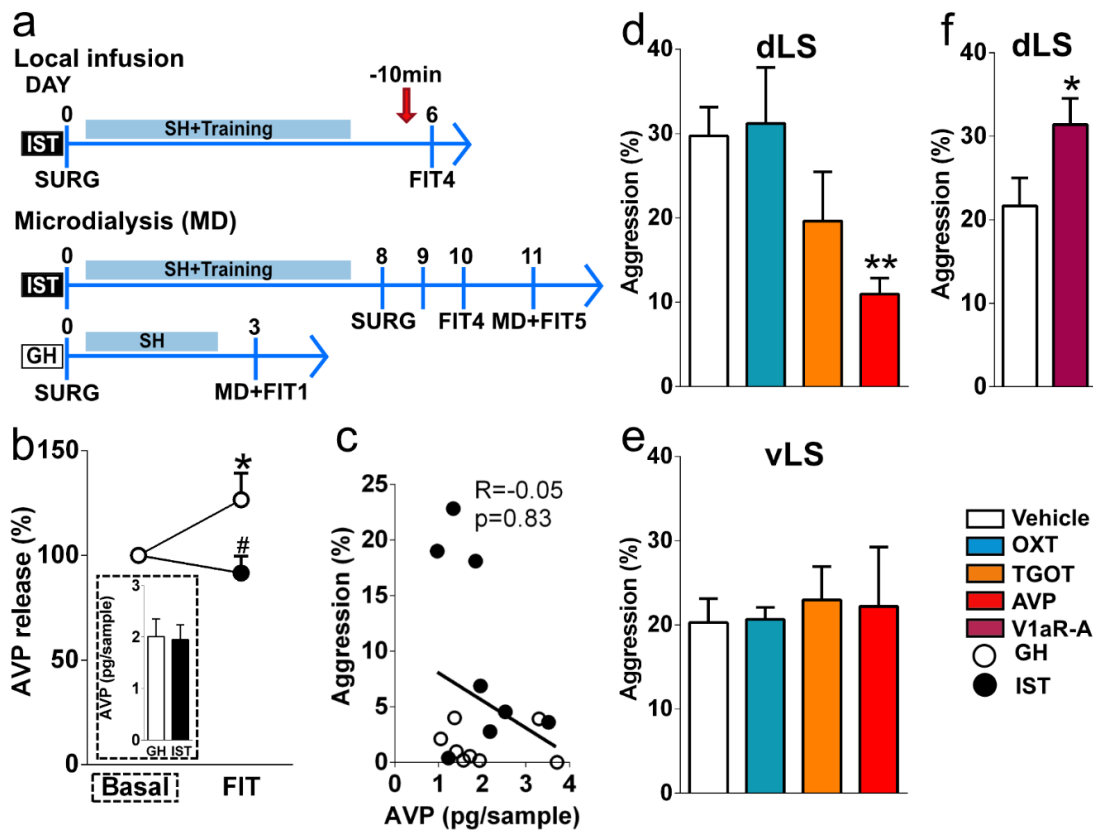 a
Local infusion
DAY
-10min
0
6
SH+Training
IST
SURG
FIT4
Microdialysis (MD)
0
8
9
10
11
SH+Training
IST
SURG
FIT4
MD+FIT5
0
3
SH
GH
SURG
MD+FIT1
b
150
100
50
0
AVP release (%)
*
#
3
2
1
0
AVP (pg/sample)
GH
IST
Basal
FIT
c
25
20
15
10
5
0
Aggression (%)
R=-0.05
p=0.83
0
1
2
3
4
AVP (pg/sample)
d
dLS
40
30
20
10
0
Aggression (%)
**
f
dLS
40
30
20
10
0
Aggression (%)
*
e
vLS
40
30
20
10
0
Aggression (%)
Vehicle
OXT
TGOT
AVP
V1aR-A
GH
IST